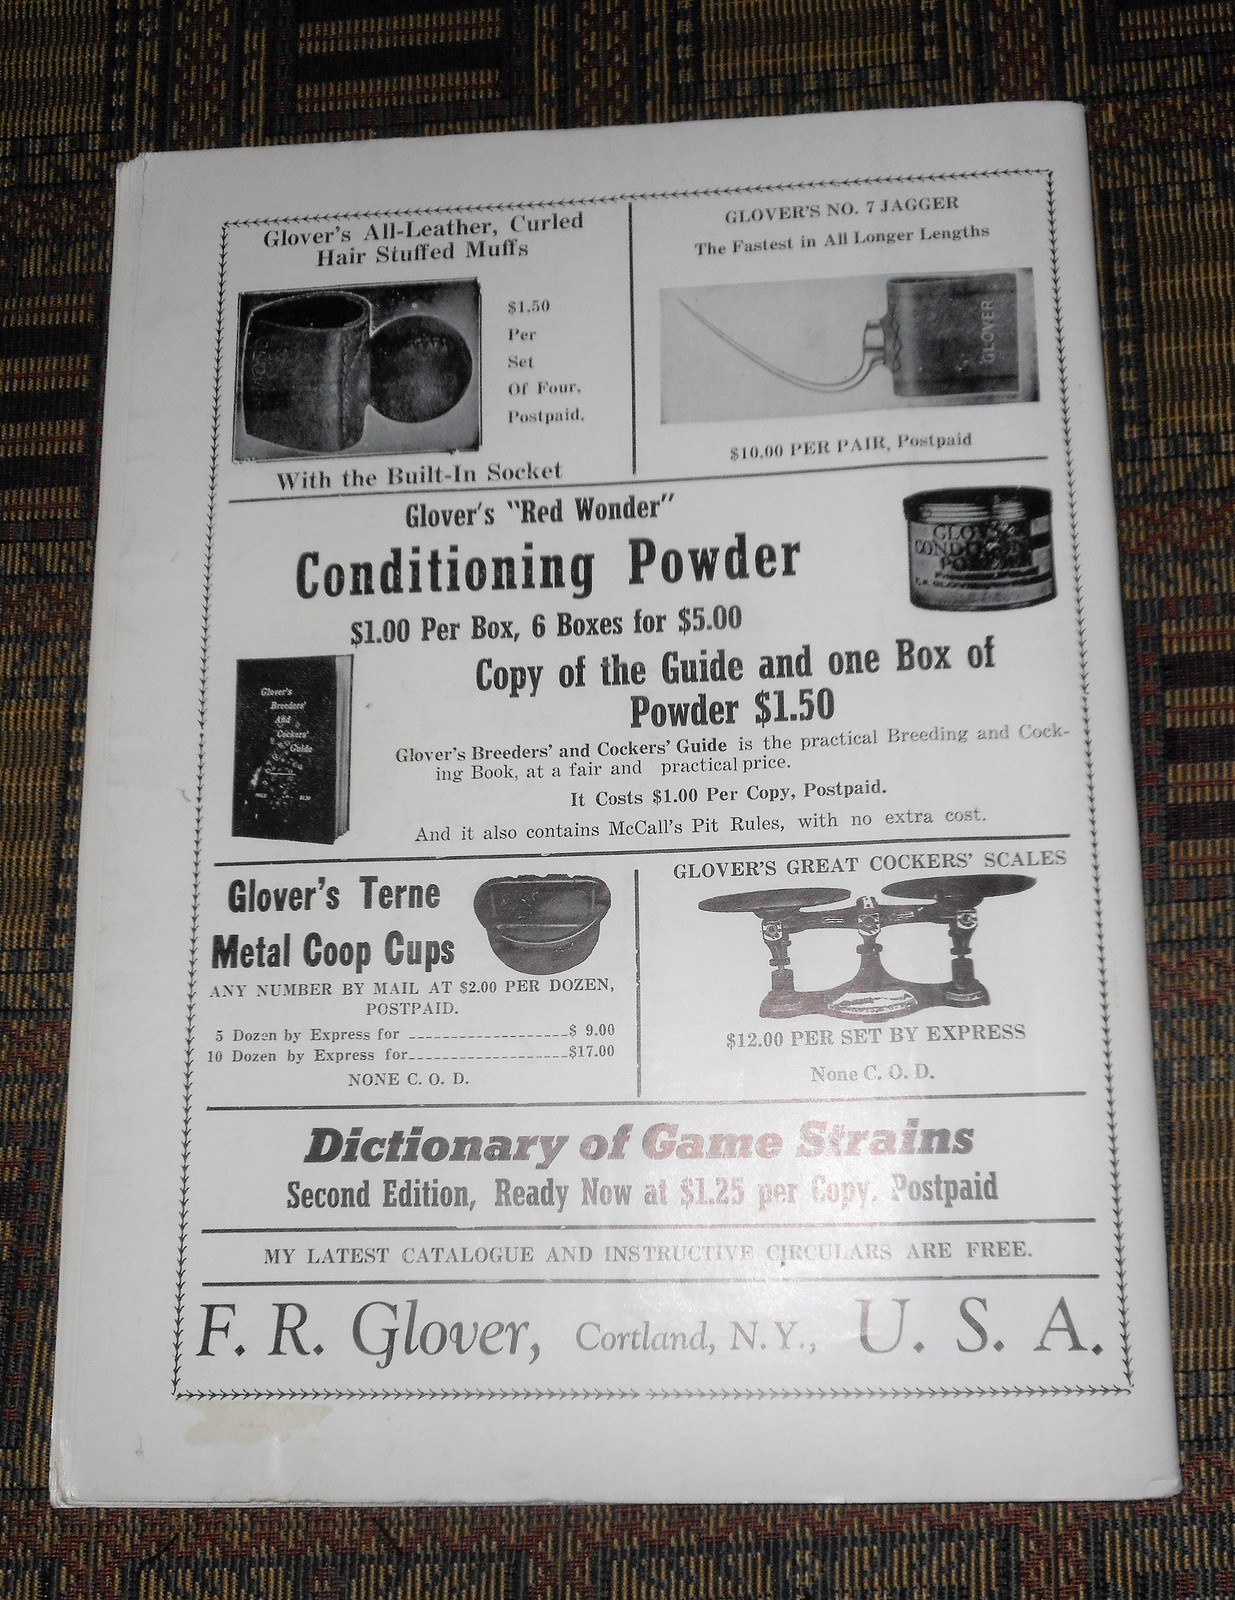 Glover's All-Leather, Curled
Hair Stuffed Muffs
$1.50
Per
Set
Of Four,
Postpaid.
With the Built-In Socket
GLOVER'S NO. 7 JAGGER
The Fastest in All Longer Lengths
GLOVER
$10.00 PER PAIR, Postpaid
Glover's "Red Wonder"
Conditioning Powder
$1.00 Per Box, 6 Boxes for $5.00
Copy of the Guide and one Box of
Powder $1.50
Glover's
Breeders'
And
Cockers'
Guide
Glover's Breeders' and Cockers' Guide is the practical Breeding and Cock-
ing Book, at a fair and practical price.
It Costs $1.00 Per Copy, Postpaid.
And it also contains McCall's Pit Rules, with no extra cost.
Glover's Terne
Metal Coop Cups
ANY NUMBER BY MAIL AT $2.00 PER DOZEN,
POSTPAID.
5 Dozen by Express for --------------------$ 9.00
10 Dozen by Express for--------------------$17.00
NONE C. O. D.
GLOVER'S GREAT COCKERS' SCALES
$12.00 PER SET BY EXPRESS
None C. O. D.
Dictionary of Game Strains
Second Edition, Ready Now at $1.25 per Copy, Postpaid
MY LATEST CATALOGUE AND INSTRUCTIVE CIRCULARS ARE FREE.
F. R. Glover, Cortland, N. Y., U. S. A.